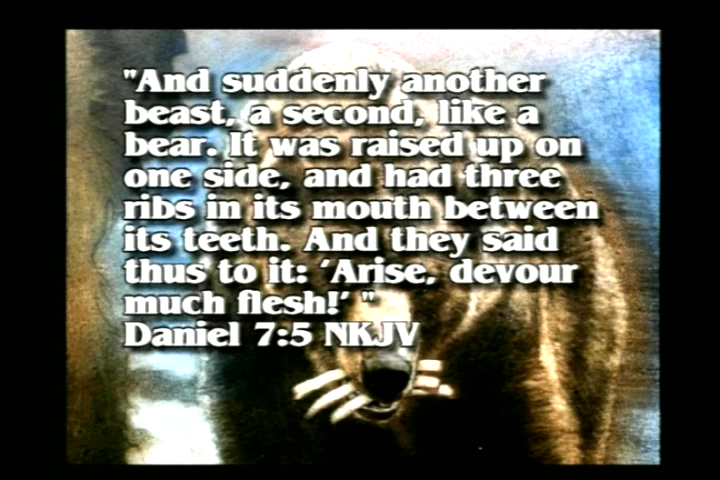 "And suddenly another
beast, a second, like a
bear. It was raised up on
one side, and had three
ribs in its mouth between
its teeth. And they said
thus to it: ‘Arise, devour
much flesh!’ "
Daniel 7:5 NKJV